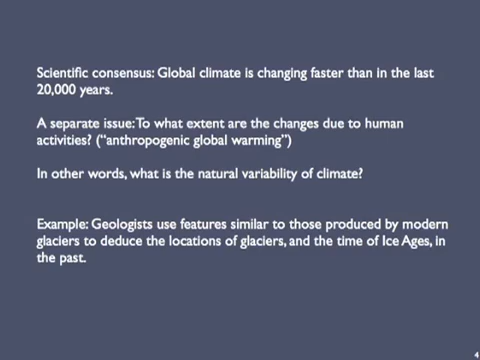 Scientific consensus: Global climate is changing faster than in the last
20,000 years.
A separate issue: To what extent are the changes due to human
activities? (“anthropogenic global warming”)
In other words, what is the natural variability of climate?
Example: Geologists use features similar to those produced by modern
glaciers to deduce the locations of glaciers, and the time of Ice Ages, in
the past.
4